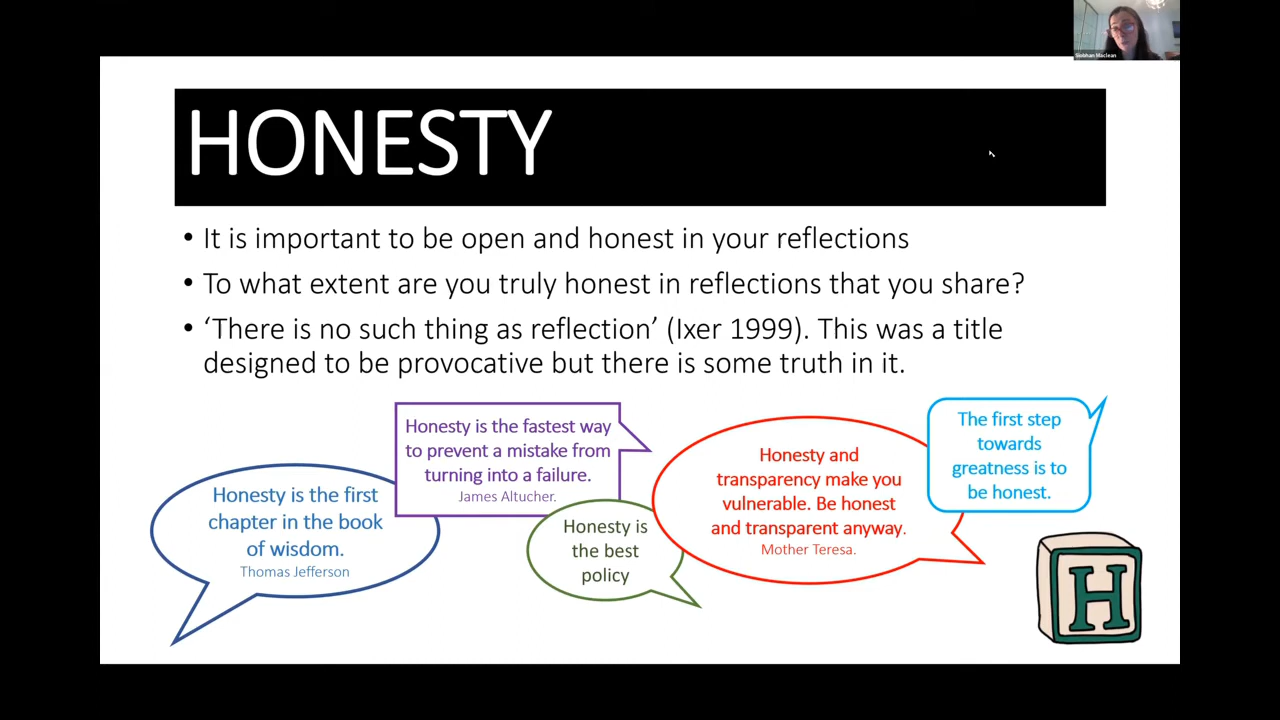 Siobhan Maclean
HONESTY
• It is important to be open and honest in your reflections
• To what extent are you truly honest in reflections that you share?
• ‘There is no such thing as reflection’ (Ixer 1999). This was a title
designed to be provocative but there is some truth in it.
Honesty is the first
chapter in the book
of wisdom.
Thomas Jefferson
Honesty is the fastest way
to prevent a mistake from
turning into a failure.
James Altucher.
Honesty is
the best
policy
Honesty and
transparency make you
vulnerable. Be honest
and transparent anyway.
Mother Teresa.
The first step
towards
greatness is to
be honest.
H